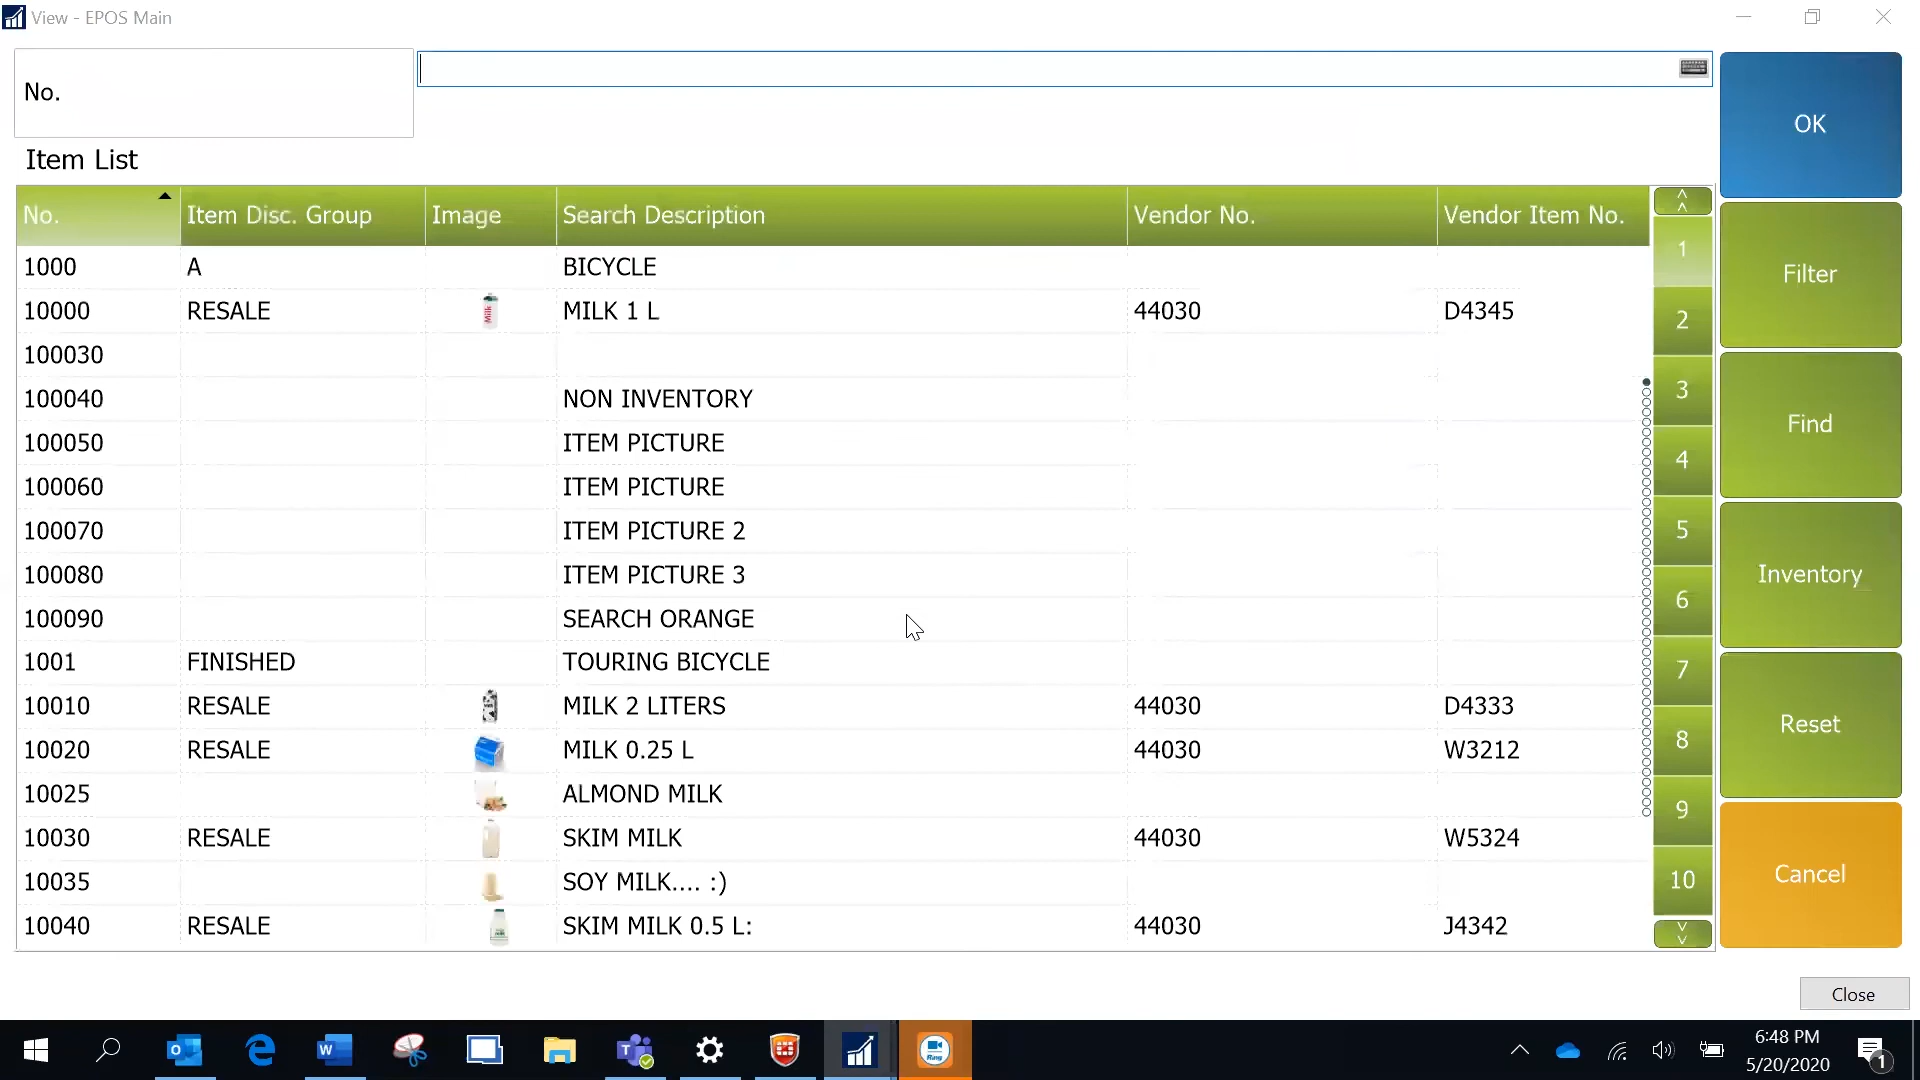 View - EPOS Main
No.
OK
Item List
No. Item Disc. Group Image Search Description Vendor No. Vendor Item No.
1000 A BICYCLE
10000 RESALE MILK 1 L 44030 D4345
100030
100040 NON INVENTORY
100050 ITEM PICTURE
100060 ITEM PICTURE
100070 ITEM PICTURE 2
100080 ITEM PICTURE 3
100090 SEARCH ORANGE
1001 FINISHED TOURING BICYCLE
10010 RESALE MILK 2 LITERS 44030 D4333
10020 RESALE MILK 0.25 L 44030 W3212
10025 ALMOND MILK
10030 RESALE SKIM MILK 44030 W5324
10035 SOY MILK.... :)
10040 RESALE SKIM MILK 0.5 L: 44030 J4342
1
2
3
4
5
6
7
8
9
10
Filter
Find
Inventory
Reset
Cancel
Close
6:48 PM
5/20/2020
1
Milk
Ring
W
T
O